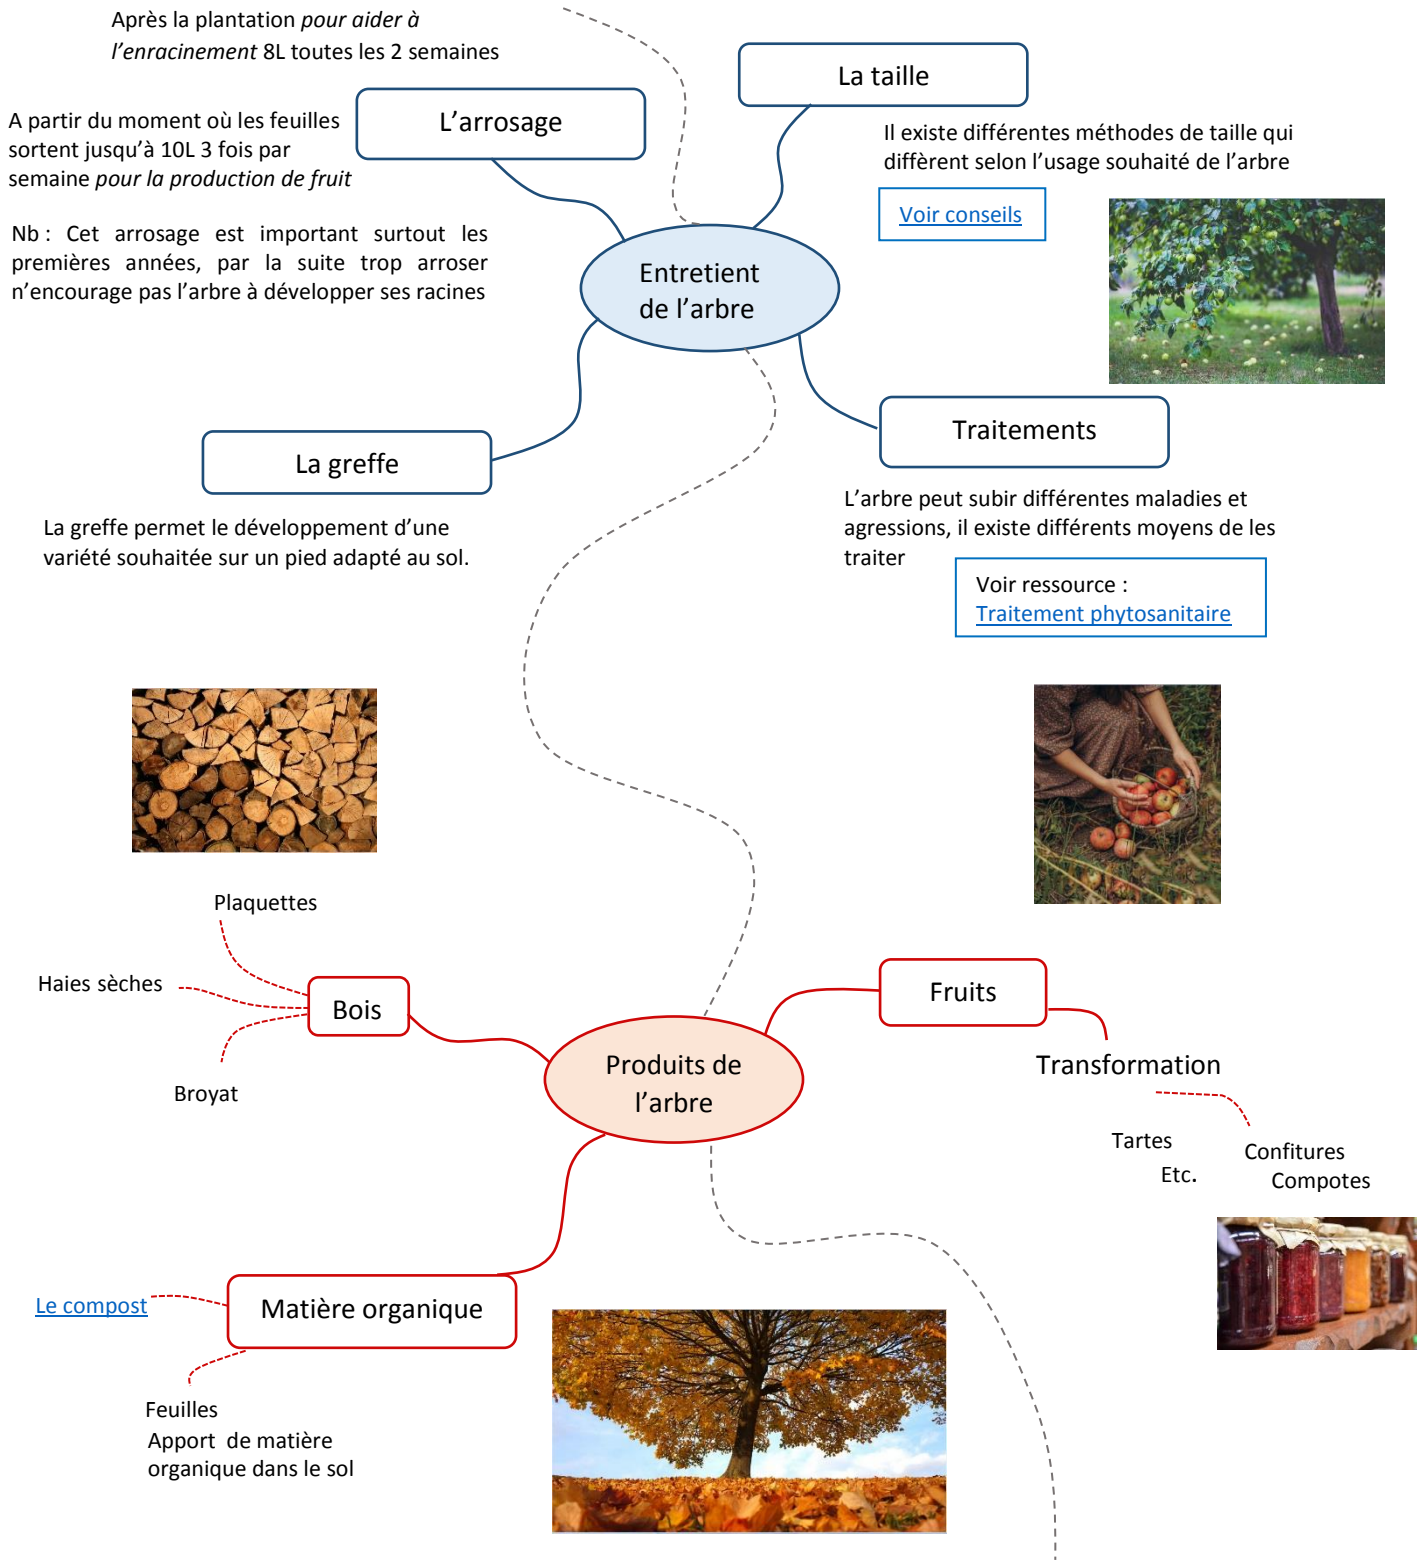 Après la plantation pour aider à
l’enracinement 8L toutes les 2 semaines
La taille
L’arrosage
A partir du moment où les feuilles
sortent jusqu’à 10L 3 fois par
semaine pour la production de fruit
Il existe différentes méthodes de taille qui
diffèrent selon l’usage souhaité de l’arbre
Voir conseils
Nb : Cet arrosage est important surtout les
premières années, par la suite trop arroser
n’encourage pas l’arbre à développer ses racines
Entretient
de l’arbre
Traitements
La greffe
L’arbre peut subir différentes maladies et
agressions, il existe différents moyens de les
traiter
La greffe permet le développement d’une
variété souhaitée sur un pied adapté au sol.
Voir ressource :
Traitement phytosanitaire
Plaquettes
Haies sèches
Bois
Broyat
Fruits
Produits de
l’arbre
Transformation
Tartes
Etc.
Confitures
Compotes
Le compost
Matière organique
Feuilles
Apport de matière
organique dans le sol